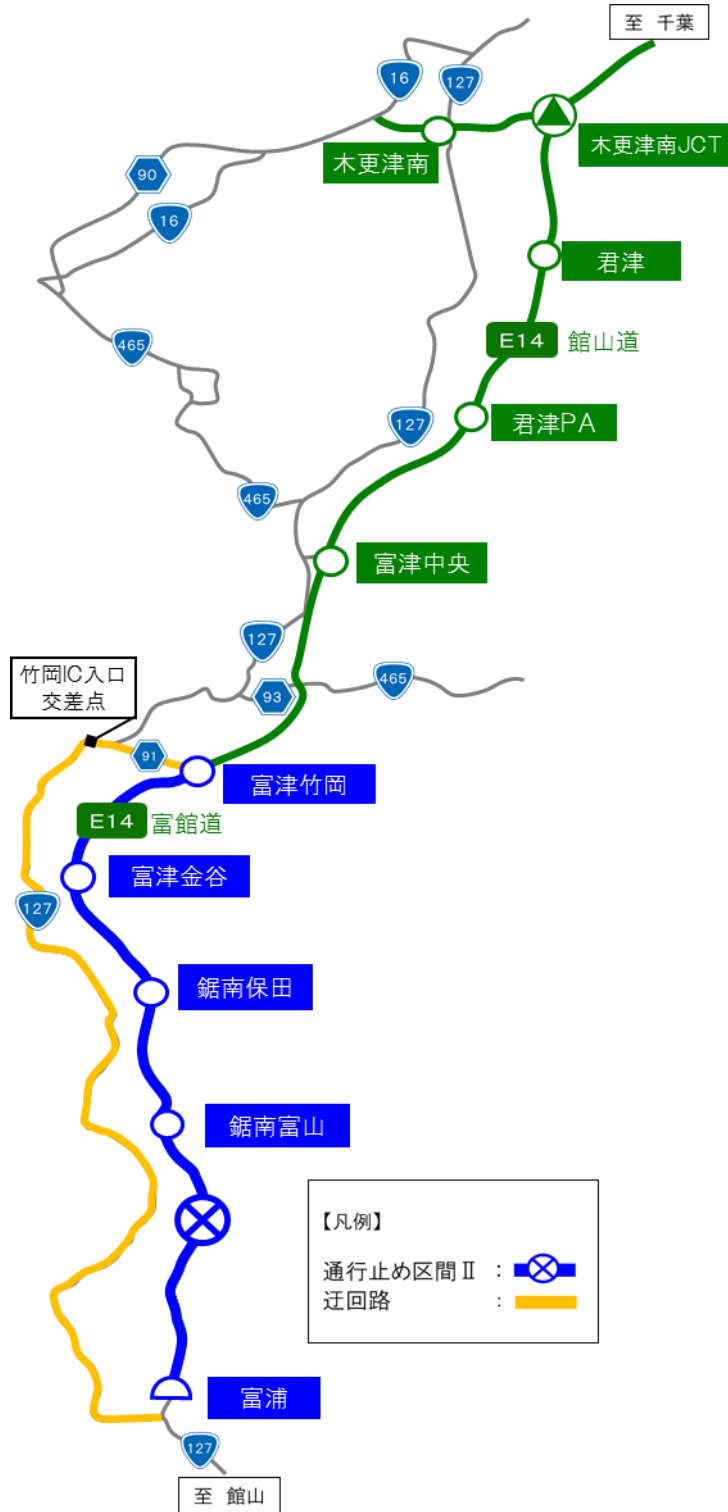 至 千葉
16
127
木更津南
木更津南JCT
90
16
君津
E14 館山道
465
127
君津PA
465
富津中央
127
竹岡IC入口
交差点
93
465
91
富津竹岡
E14 富館道
富津金谷
127
鋸南保田
鋸南富山
【凡例】
通行止め区間Ⅱ :
迂回路 :
富浦
127
至 館山